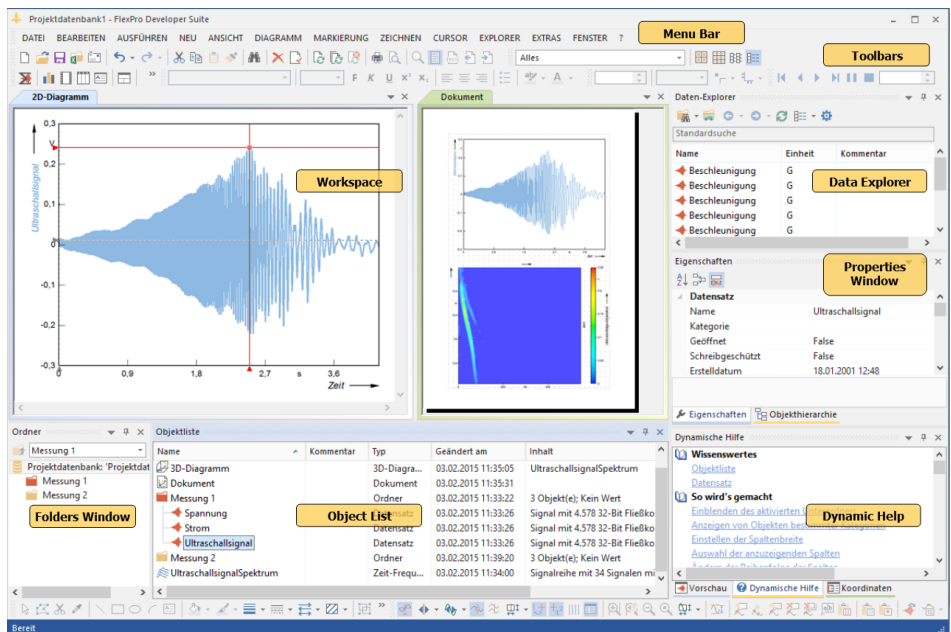 Projektdatenbank1 - FlexPro Developer Suite
DATEI BEARBEITEN AUSFÜHREN NEU ANSICHT DIAGRAMM MARKIERUNG ZEICHNEN CURSOR EXPLORER EXTRAS FENSTER ?
Menu Bar
Alles
Toolbars
F K U x² x₂
2D-Diagramm
Dokument
Daten-Explorer
Standardsuche
Name Einheit Kommentar
Beschleunigung G
Beschleunigung G
Beschleunigung G
Beschleunigung G
Beschleunigung G
Data Explorer
0,3
V
0,2
0,1
0
-0,1
-0,2
-0,3
Ultraschallsignal
0 0,9 1,8 2,7 s 3,6
Zeit
Workspace
Eigenschaften
Properties
Window
Datensatz
Name Ultraschallsignal
Kategorie
Geöffnet False
Schreibgeschützt False
Erstelldatum 18.01.2001 12:48
Eigenschaften Objekthierarchie
Ordner
Messung 1
Projektdatenbank: 'Projektdat
Messung 1
Messung 2
Folders Window
Objektliste
Name Kommentar Typ Geändert am Inhalt
3D-Diagramm 3D-Diagra... 03.02.2015 11:35:05 UltraschallsignalSpektrum
Dokument Dokument 03.02.2015 11:35:31
Messung 1 Ordner 03.02.2015 11:33:22 3 Objekt(e); Kein Wert
Spannung Datensatz 03.02.2015 11:33:26 Signal mit 4.578 32-Bit Fließko
Strom Datensatz 03.02.2015 11:33:26 Signal mit 4.578 32-Bit Fließko
Ultraschallsignal Datensatz 03.02.2015 11:33:26 Signal mit 4.578 32-Bit Fließko
Messung 2 Ordner 03.02.2015 11:39:20 3 Objekt(e); Kein Wert
UltraschallsignalSpektrum Zeit-Frequ... 03.02.2015 11:34:00 Signalreihe mit 34 Signalen mi
Object List
Dynamische Hilfe
Wissenswertes
Objektliste
Datensatz
So wird's gemacht
Einblenden des aktivierten
Anzeigen von Objekten
Einstellen der Spaltenbreite
Auswahl der anzuzeigenden Spalten
Dynamic Help
Vorschau Dynamische Hilfe Koordinaten
Bereit